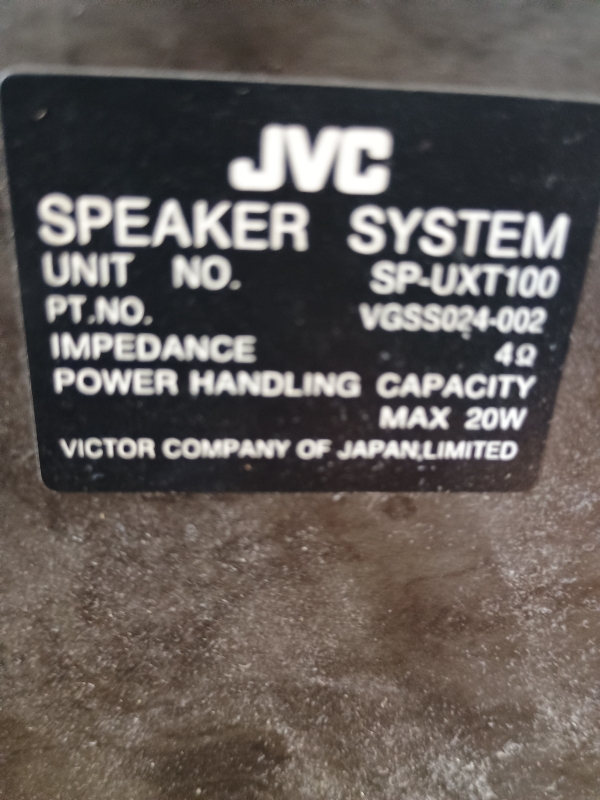 JVC
SPEAKER SYSTEM
UNIT NO. SP-UXT100
PT.NO. VGSS024-002
IMPEDANCE 4Ω
POWER HANDLING CAPACITY
MAX 20W
VICTOR COMPANY OF JAPAN,LIMITED